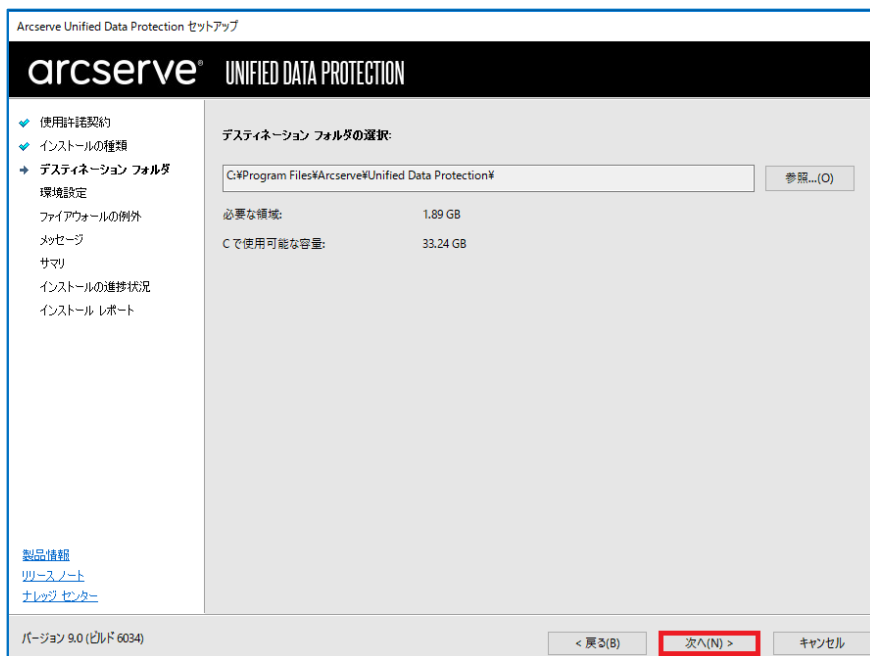 Arcserve Unified Data Protection セットアップ
arcserve® UNIFIED DATA PROTECTION
使用許諾契約
インストールの種類
デスティネーション フォルダ
環境設定
ファイアウォールの例外
メッセージ
サマリ
インストールの進捗状況
インストール レポート
デスティネーション フォルダの選択:
C:¥Program Files¥Arcserve¥Unified Data Protection¥
参照...(O)
必要な領域: 1.89 GB
C で使用可能な容量: 33.24 GB
製品情報
リリース ノート
ナレッジ センター
バージョン 9.0 (ビルド 6034)
< 戻る(B)
次へ(N) >
キャンセル